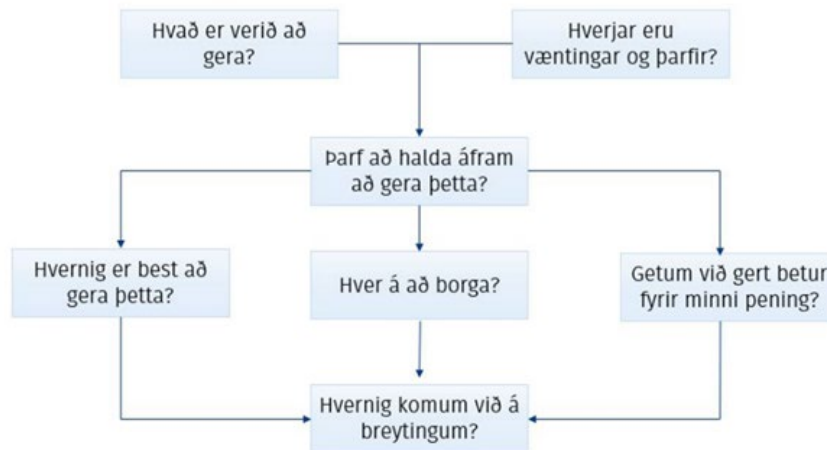 Hvað er verið að
gera?
Hverjar eru
væntingar og þarfir?
Þarf að halda áfram
að gera þetta?
Hvernig er best að
gera þetta?
Hver á að borga?
Getum við gert betur
fyrir minni pening?
Hvernig komum við á
breytingum?